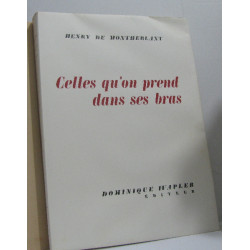 HENRY DE MONTHERLANT
Celles qu'on prend
dans ses bras
DOMINIQUE WAPLER
EDITEUR